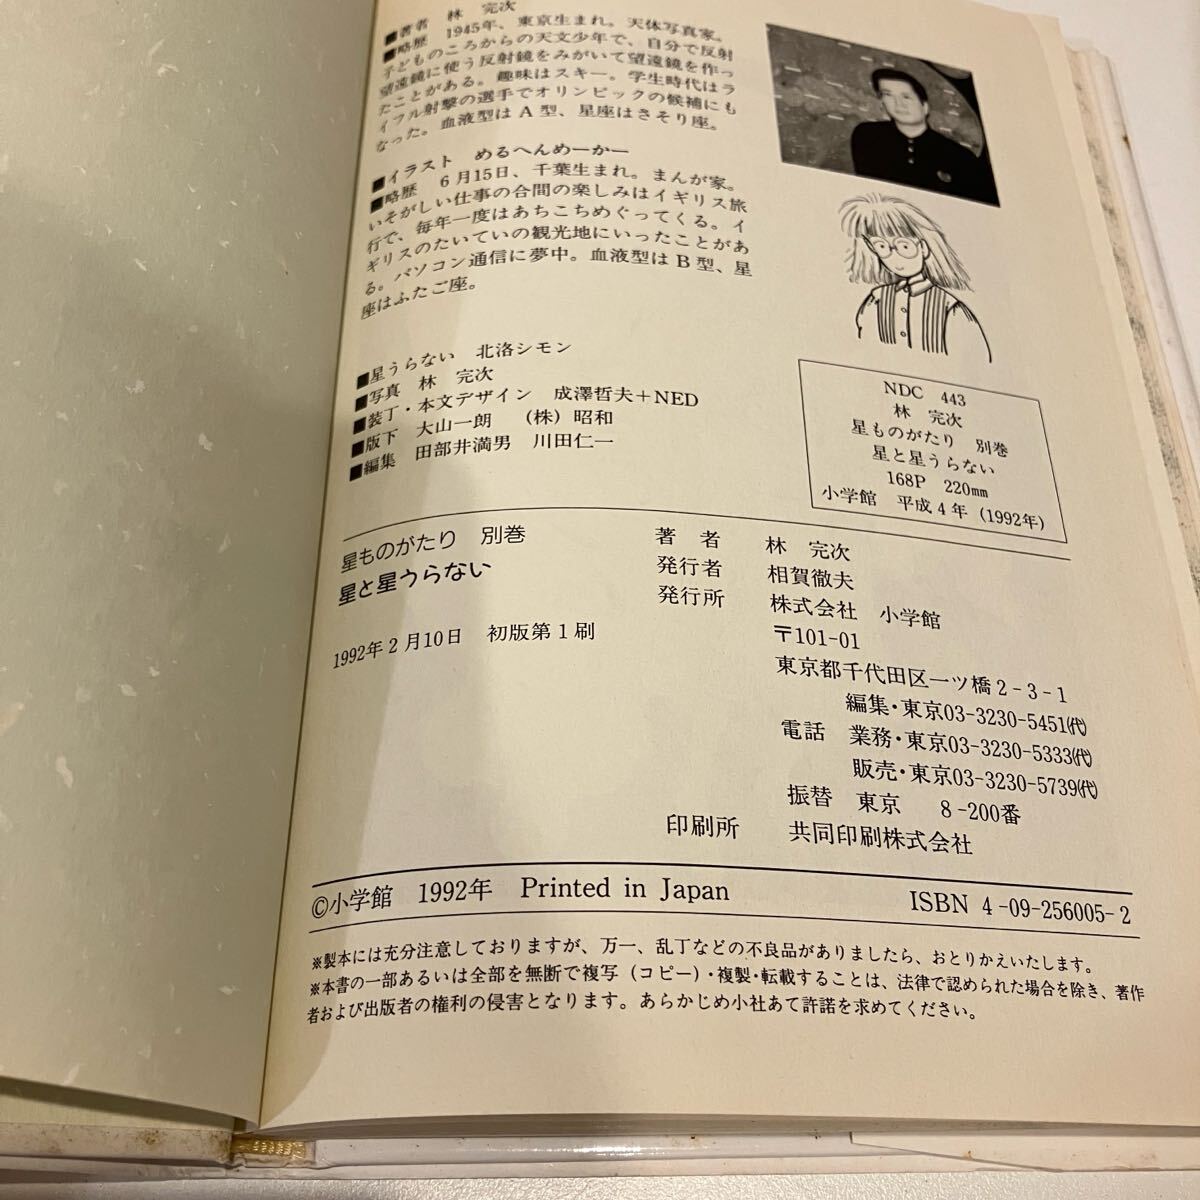 ■著者　林　完次
■略歴　1945年、東京生まれ。天体写真家。
子どものころからの天文少年で、自分で反射
望遠鏡に使う反射鏡をみがいて望遠鏡を作っ
たことがある。趣味はスキー。学生時代はラ
イフル射撃の選手でオリンピックの候補にも
なった。血液型はA型、星座はさそり座。
■イラスト　めるへんめーかー
■略歴　6月15日、千葉生まれ。まんが家。
いそがしい仕事の合間の楽しみはイギリス旅
行で、毎年一度はあちこちめぐってくる。イ
ギリスのたいていの観光地にいったことがあ
る。パソコン通信に夢中。血液型はB型、星
座はふたご座。
■星うらない　北洛シモン
■写真　林　完次
■装丁・本文デザイン　成澤哲夫＋NED
■版下　大山一朗　（株）昭和
■編集　田部井満男　川田仁一
NDC　443
林　完次
星ものがたり　別巻
星と星うらない
168P　220mm
小学館　平成4年（1992年）
星ものがたり　別巻
星と星うらない
1992年2月10日　初版第1刷
著　者　林　完次
発行者　相賀徹夫
発行所　株式会社　小学館
〒101-01
東京都千代田区一ツ橋2-3-1
編集・東京03-3230-5451㈹
電話　業務・東京03-3230-5333㈹
販売・東京03-3230-5739㈹
振替　東京　8-200番
印刷所　共同印刷株式会社
©小学館　1992年　Printed in Japan　ISBN 4-09-256005-2
※製本には充分注意しておりますが、万一、乱丁などの不良品がありましたら、おとりかえいたします。
※本書の一部あるいは全部を無断で複写（コピー）・複製・転載することは、法律で認められた場合を除き、著作
者および出版者の権利の侵害となります。あらかじめ小社あて許諾を求めてください。